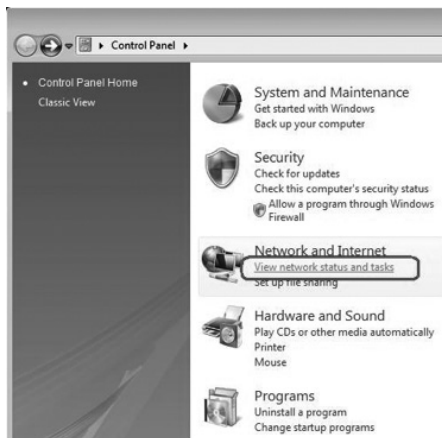 Control Panel
Control Panel Home
Classic View
System and Maintenance
Get started with Windows
Back up your computer
Security
Check for updates
Check this computer's security status
Allow a program through Windows
Firewall
Network and Internet
View network status and tasks
Set up file sharing
Hardware and Sound
Play CDs or other media automatically
Printer
Mouse
Programs
Uninstall a program
Change startup programs